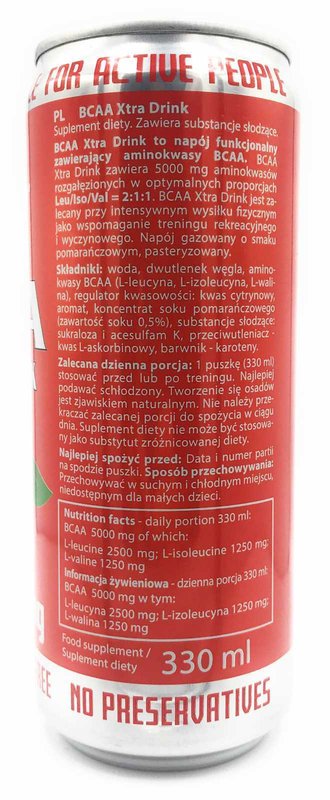 E FOR ACTIVE PEOPLE
PL BCAA Xtra Drink
Suplement diety. Zawiera substancje słodzące.
BCAA Xtra Drink to napój funkcjonalny
zawierający aminokwasy BCAA. BCAA
Xtra Drink zawiera 5000 mg aminokwasów
rozgałęzionych w optymalnych proporcjach
Leu/Iso/Val = 2:1:1. BCAA Xtra Drink jest za-
lecany przy intensywnym wysiłku fizycznym
jako wspomaganie treningu rekreacyjnego
i wyczynowego. Napój gazowany o smaku
pomarańczowym, pasteryzowany.
Składniki: woda, dwutlenek węgla, amino-
kwasy BCAA (L-leucyna, L-izoleucyna, L-wali-
na), regulator kwasowości: kwas cytrynowy,
aromat, koncentrat soku pomarańczowego
(zawartość soku 0,5%), substancje słodzące:
sukraloza i acesulfam K, przeciwutleniacz -
kwas L-askorbinowy, barwnik - karoteny.
Zalecana dzienna porcja: 1 puszkę (330 ml)
stosować przed lub po treningu. Najlepiej
podawać schłodzony. Tworzenie się osadów
jest zjawiskiem naturalnym. Nie należy prze-
kraczać zalecanej porcji do spożycia w ciągu
dnia. Suplement diety nie może być stosowa-
ny jako substytut zróżnicowanej diety.
Najlepiej spożyć przed: Data i numer partii
na spodzie puszki. Sposób przechowywania:
Przechowywać w suchym i chłodnym miejscu,
niedostępnym dla małych dzieci.
Nutrition facts - daily portion 330 ml:
BCAA 5000 mg of which:
L-leucine 2500 mg; L-isoleucine 1250 mg;
L-valine 1250 mg
Informacja żywieniowa - dzienna porcja 330 ml:
BCAA 5000 mg w tym:
L-leucyna 2500 mg; L-izoleucyna 1250 mg;
L-walina 1250 mg
Food supplement /
Suplement diety 330 ml
REE NO PRESERVATIVES